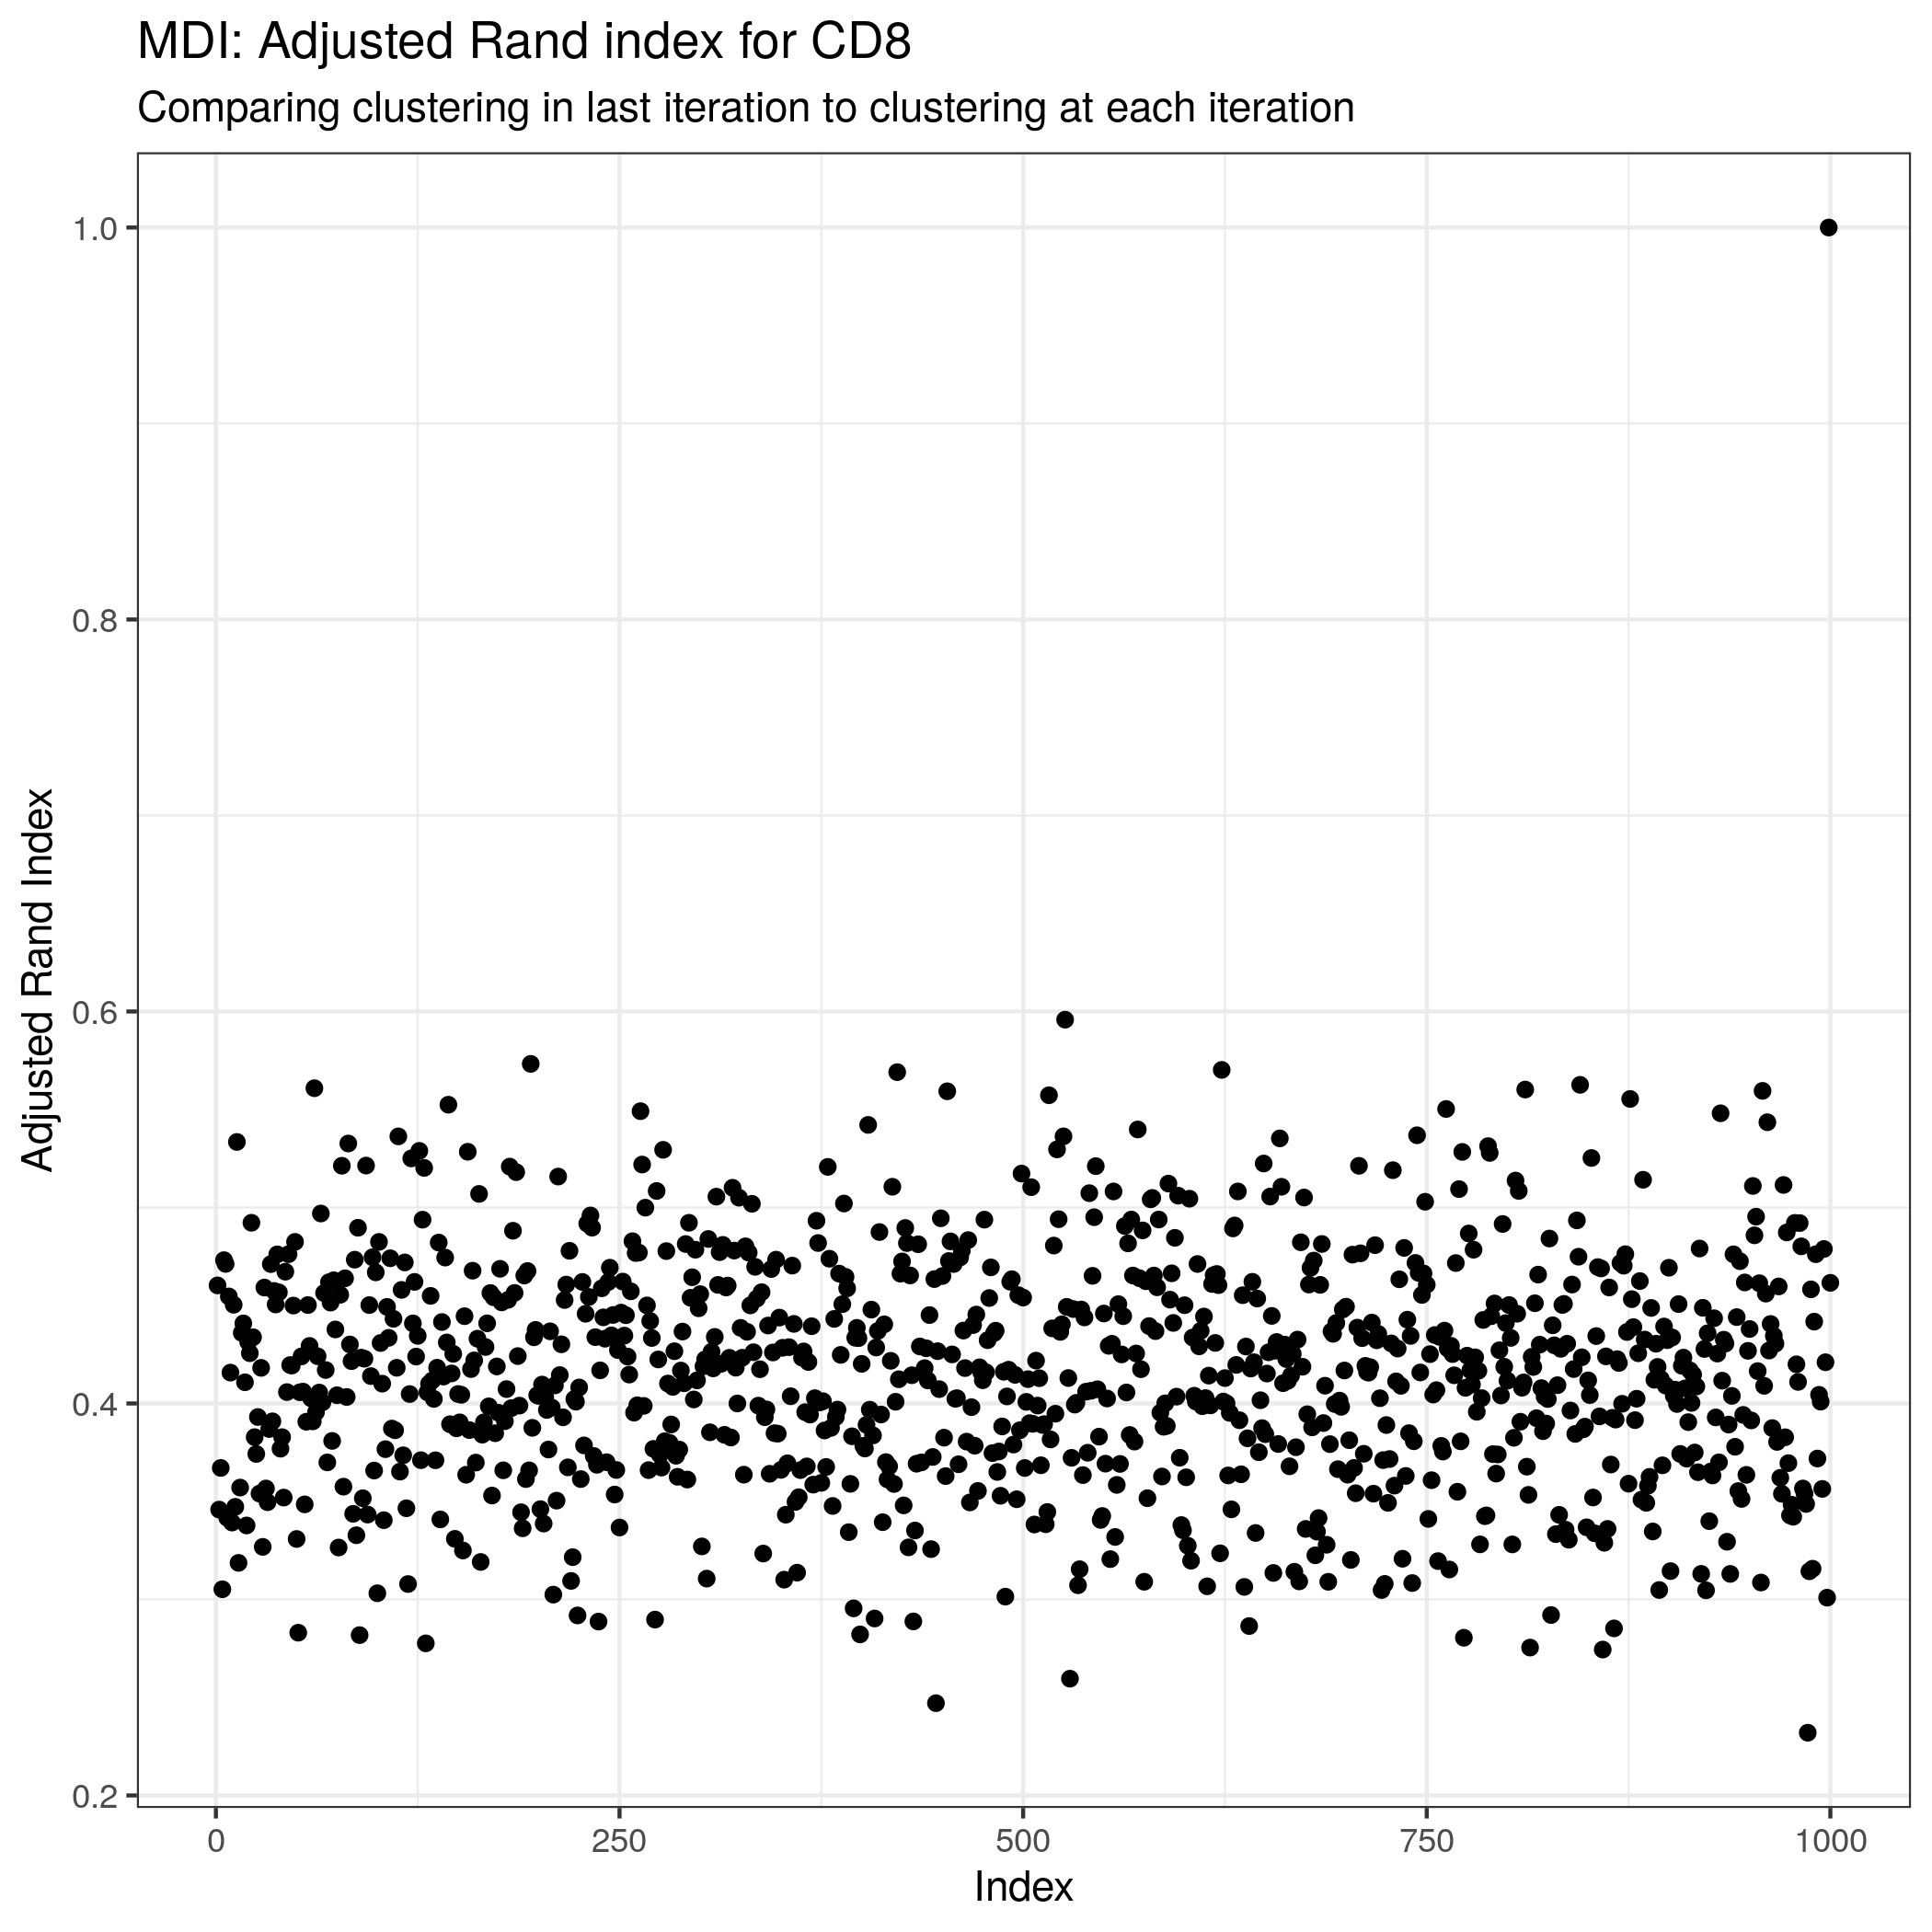 MDI: Adjusted Rand index for CD8
Comparing clustering in last iteration to clustering at each iteration
Adjusted Rand Index
1.0
0.8
0.6
0.4
0.2
0
250
500
750
1000
Index